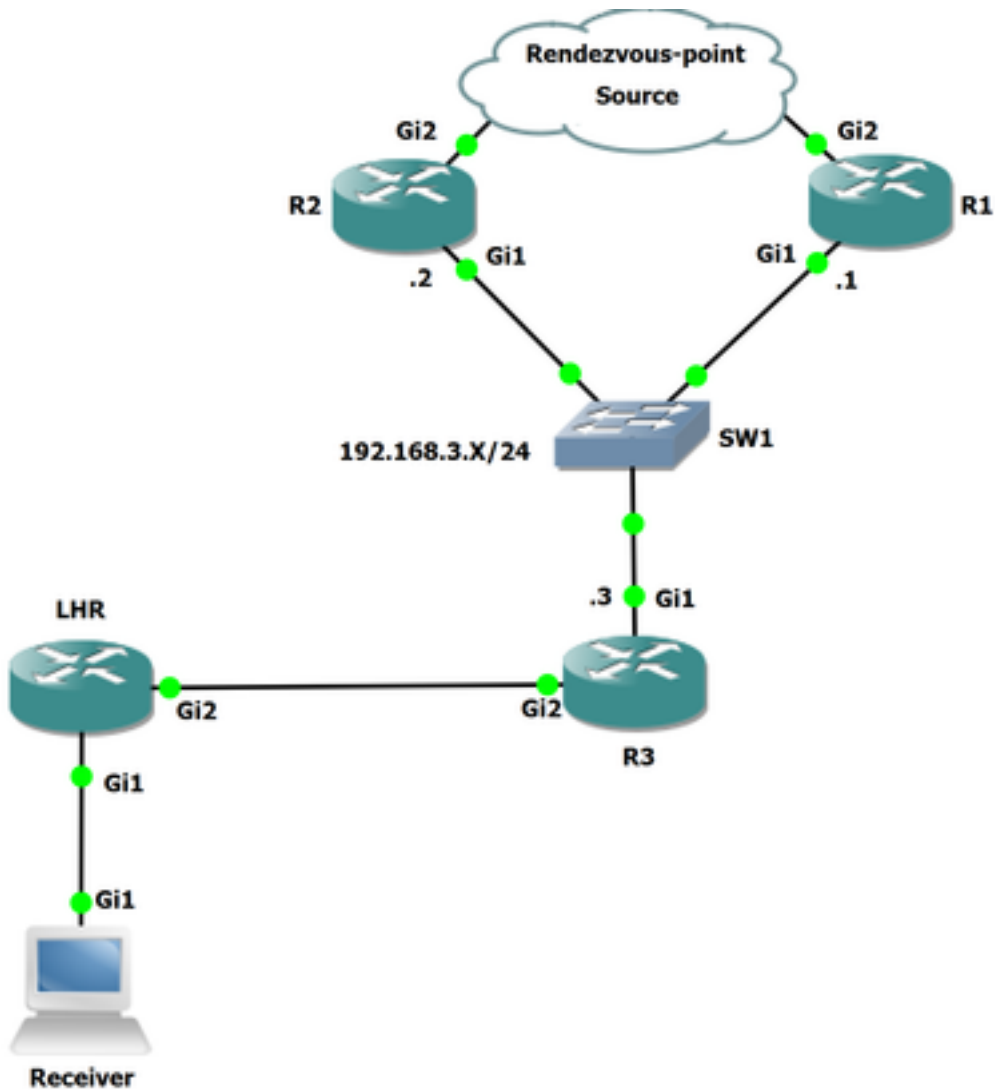 Rendezvous-point
Source
Gi2
Gi2
R2
R1
Gi1
Gi1
.2
.1
192.168.3.X/24
SW1
.3
Gi1
LHR
Gi2
Gi2
R3
Gi1
Gi1
Receiver